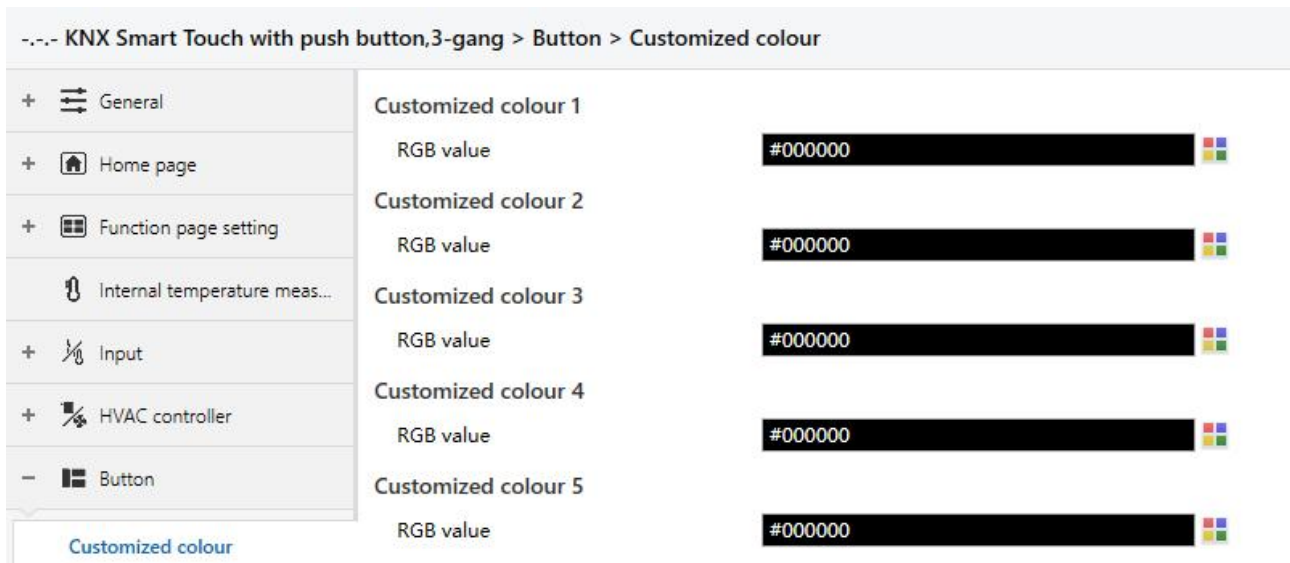 -.-.- KNX Smart Touch with push button,3-gang > Button > Customized colour
General
Home page
Function page setting
Internal temperature meas...
Input
HVAC controller
Button
Customized colour
Customized colour 1
RGB value #000000
Customized colour 2
RGB value #000000
Customized colour 3
RGB value #000000
Customized colour 4
RGB value #000000
Customized colour 5
RGB value #000000